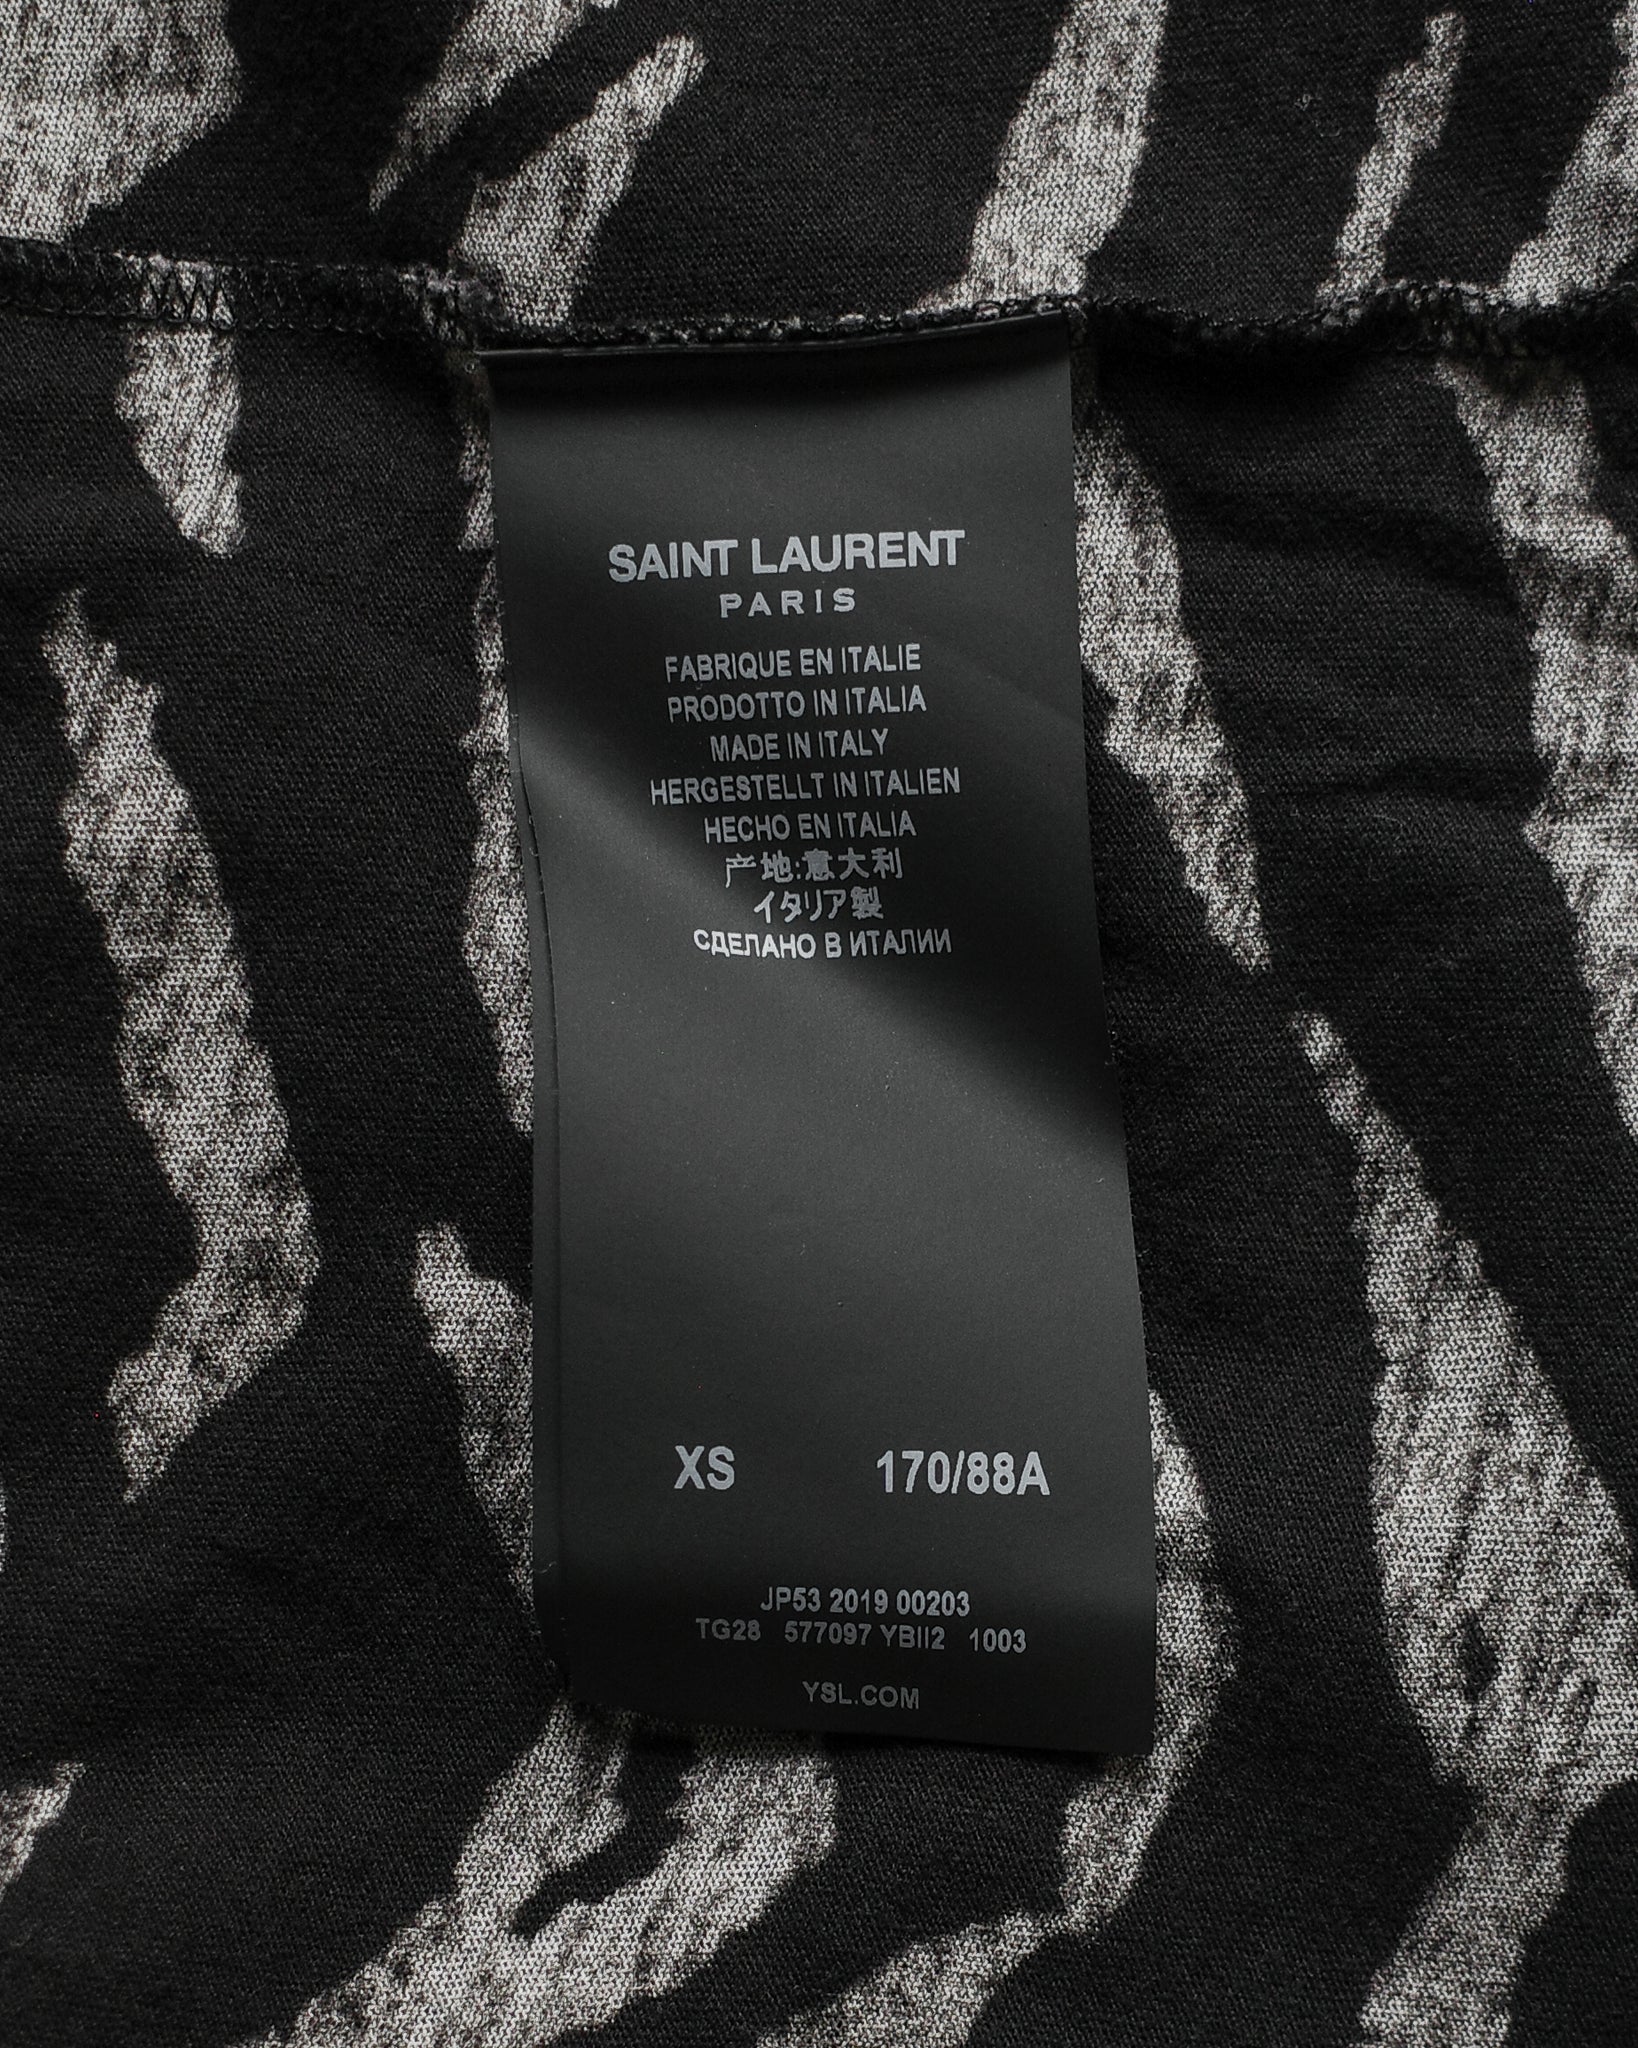 SAINT LAURENT
PARIS
FABRIQUE EN ITALIE
PRODOTTO IN ITALIA
MADE IN ITALY
HERGESTELLT IN ITALIEN
HECHO EN ITALIA
产地:意大利
イタリア製
СДЕЛАНО В ИТАЛИИ
XS 170/88A
JP53 2019 00203
TG28 577097 YBII2 1003
YSL.COM